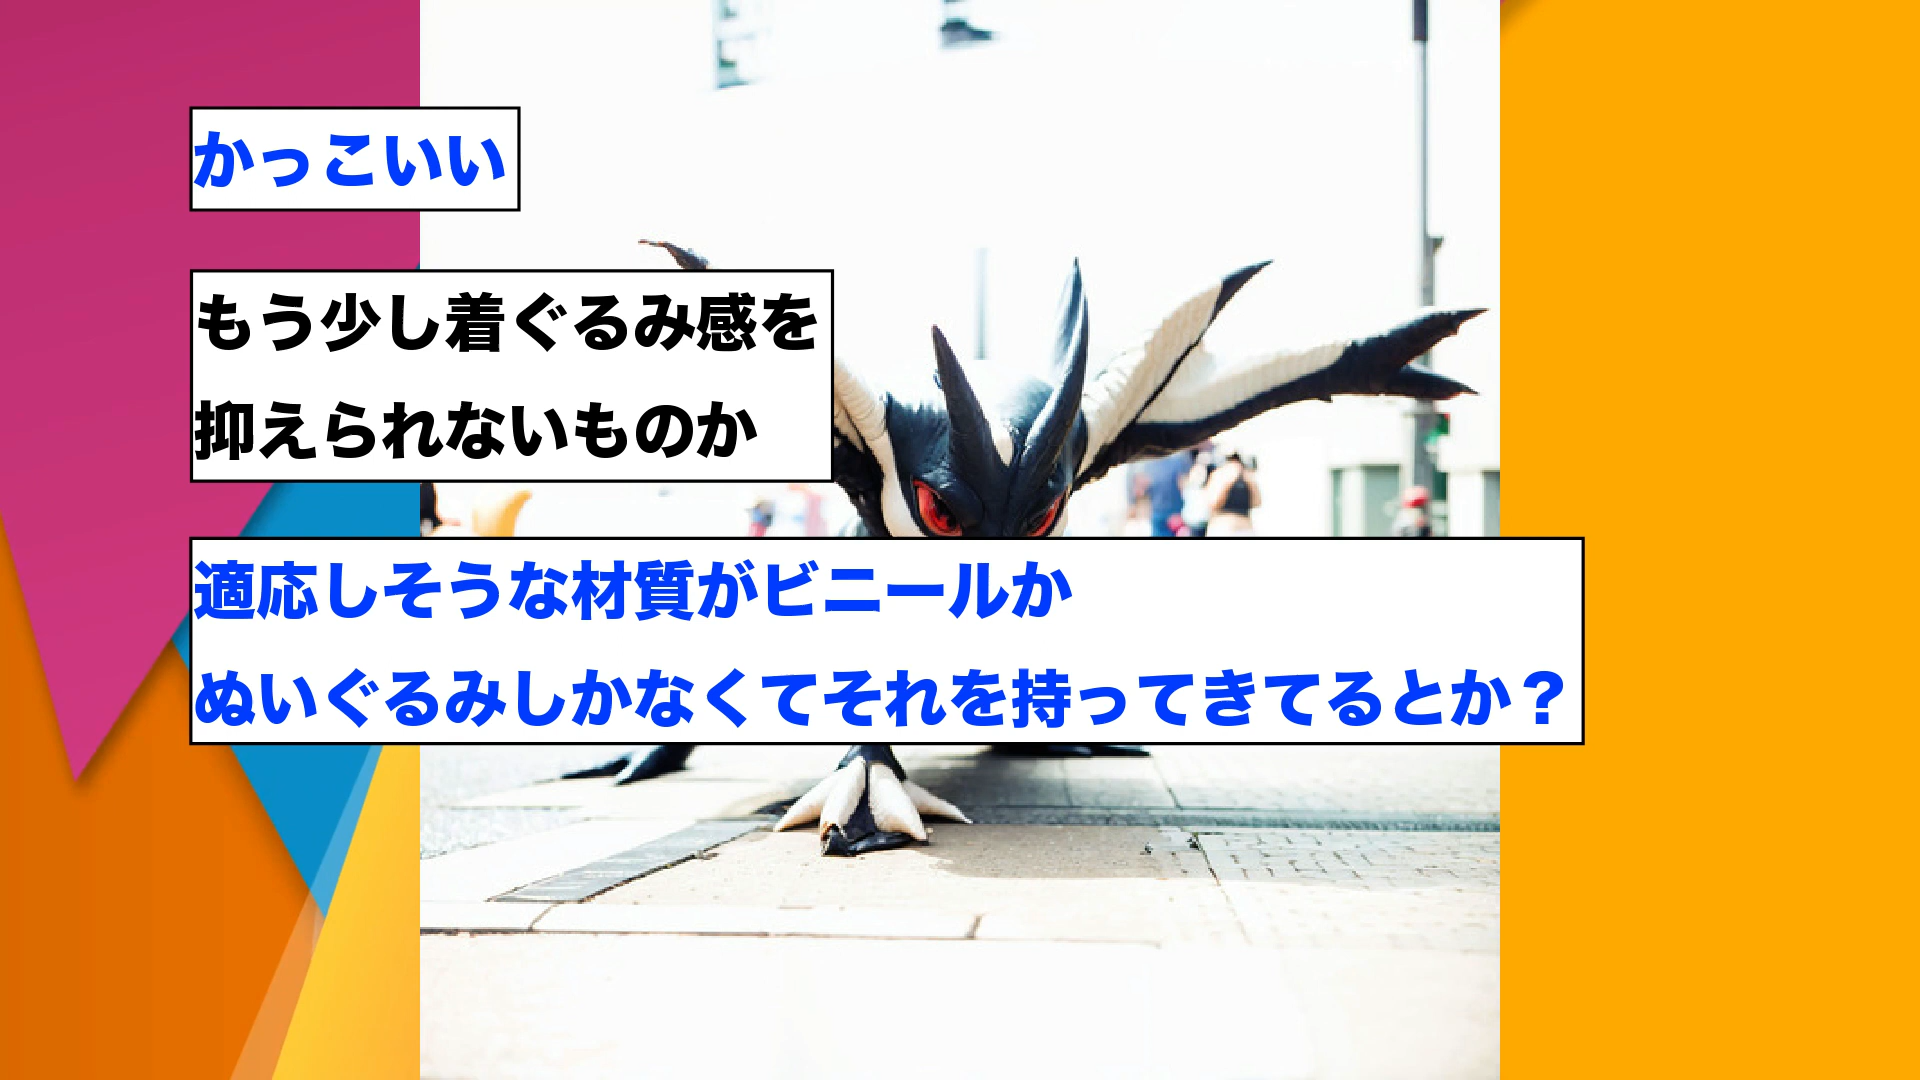 かっこいい
もう少し着ぐるみ感を
抑えられないものか
適応しそうな材質がビニールか
ぬいぐるみしかなくてそれを持ってきてるとか？